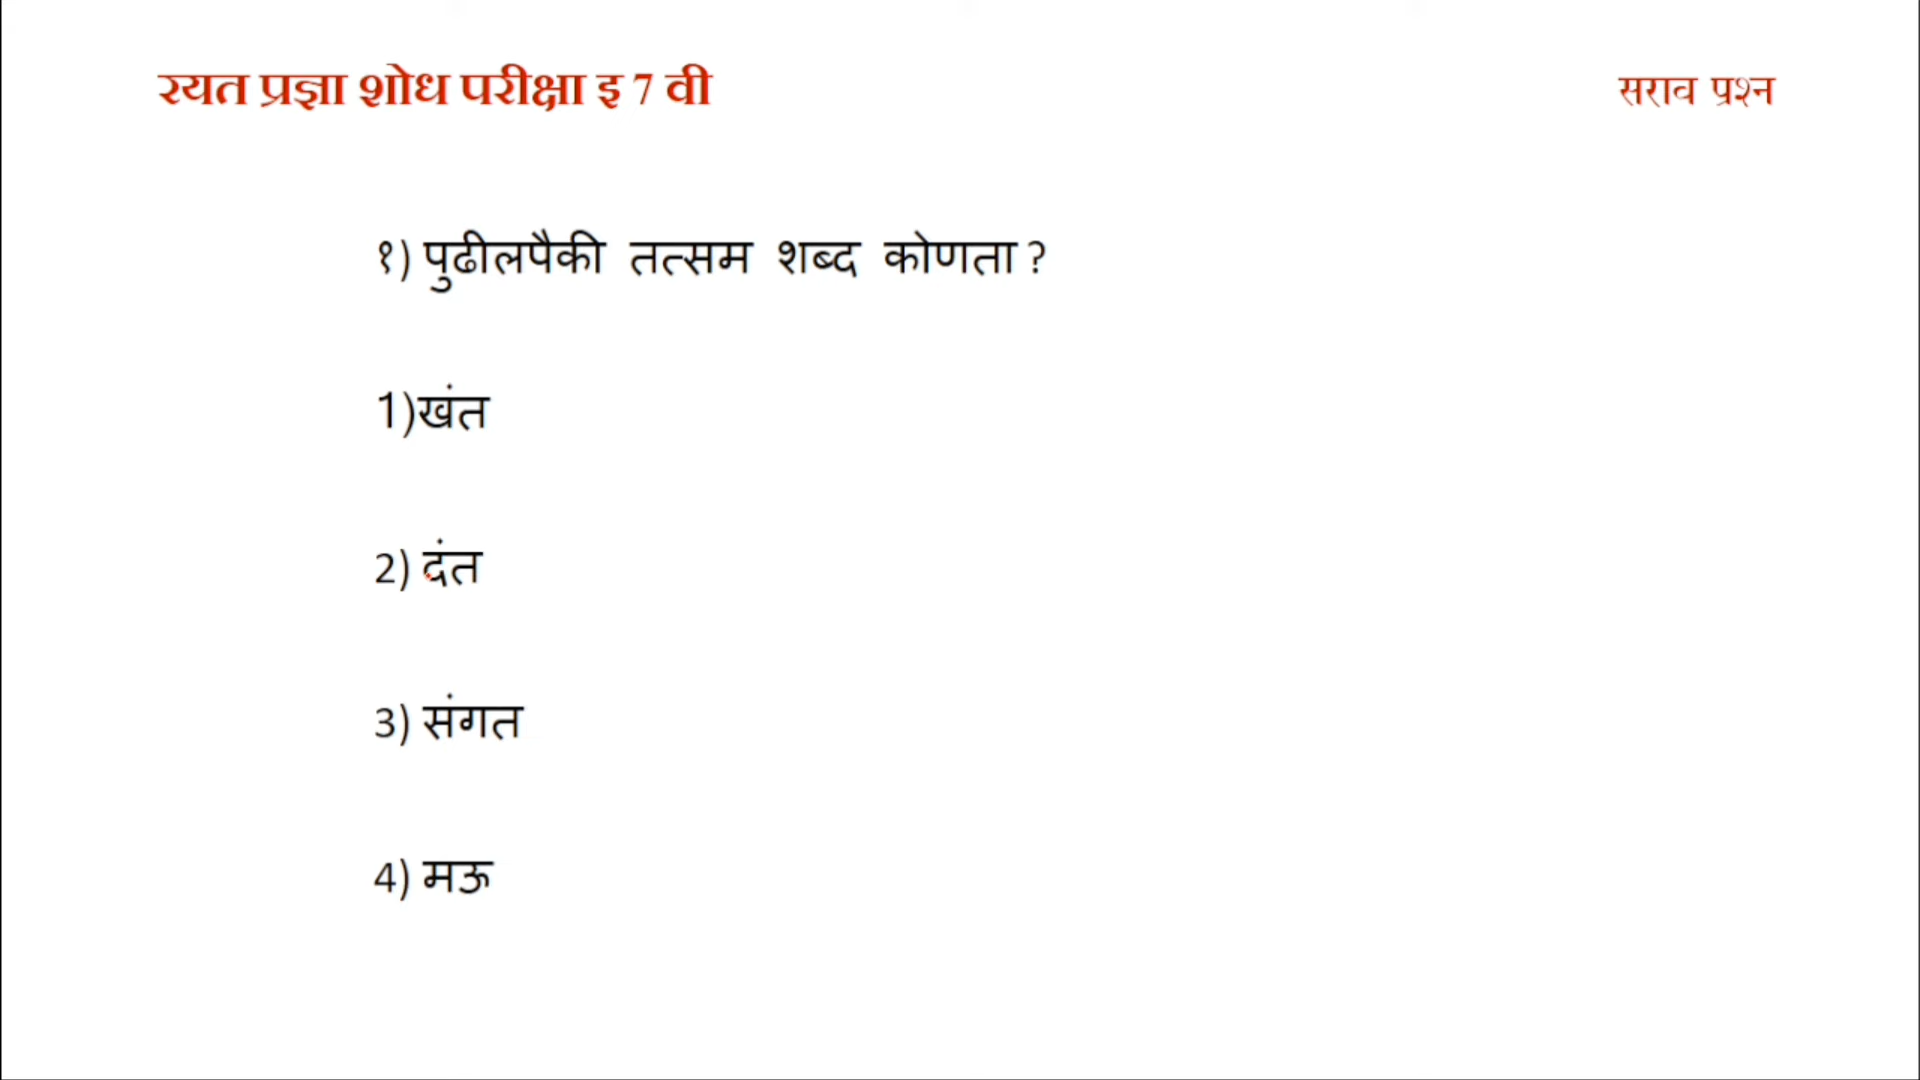 रयत प्रज्ञा शोध परीक्षा इ 7 वी
सराव प्रश्न
१) पुढीलपैकी तत्सम शब्द कोणता ?
1)खंत
2) दंत
3) संगत
4) मऊ